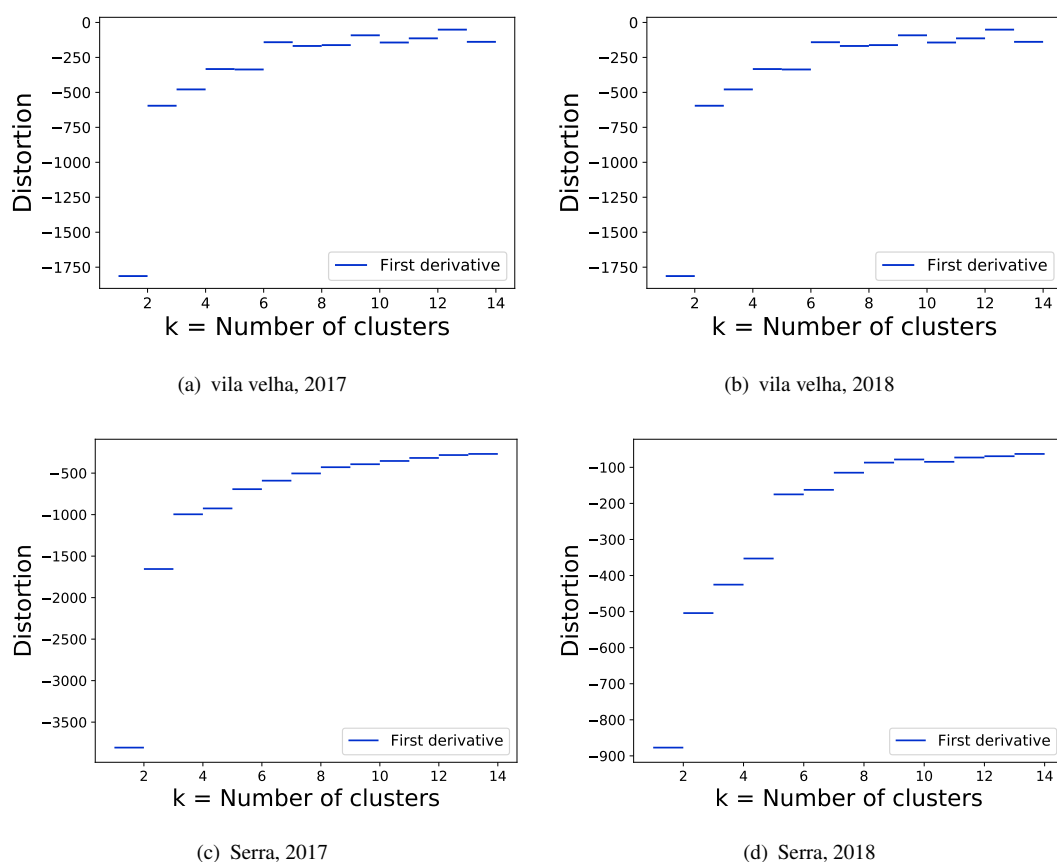 0
−250
−500
−750
−1000
−1250
−1500
−1750
Distortion
First derivative
2 4 6 8 10 12 14
k = Number of clusters
(a) vila velha, 2017
0
−250
−500
−750
−1000
−1250
−1500
−1750
Distortion
First derivative
2 4 6 8 10 12 14
k = Number of clusters
(b) vila velha, 2018
−500
−1000
−1500
−2000
−2500
−3000
−3500
Distortion
First derivative
2 4 6 8 10 12 14
k = Number of clusters
(c) Serra, 2017
−100
−200
−300
−400
−500
−600
−700
−800
−900
Distortion
First derivative
2 4 6 8 10 12 14
k = Number of clusters
(d) Serra, 2018